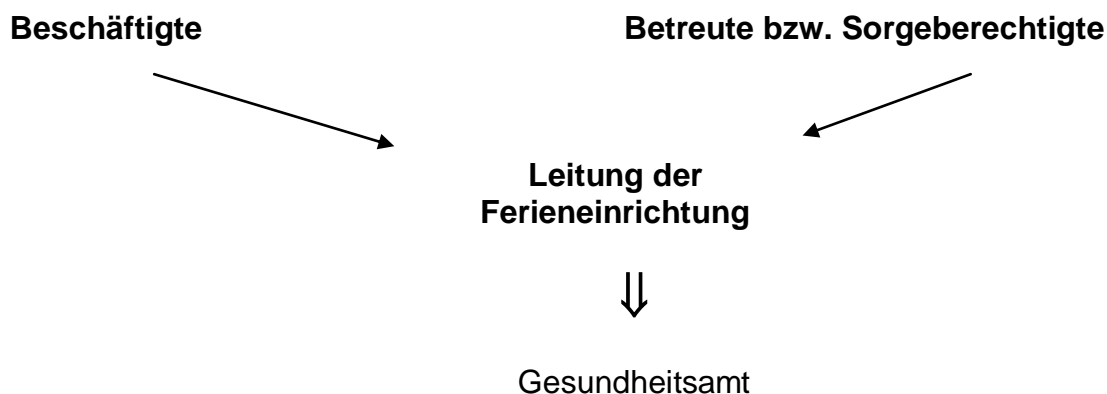 Beschäftigte
Betreute bzw. Sorgeberechtigte
Leitung der
Ferieneinrichtung
⇓
Gesundheitsamt